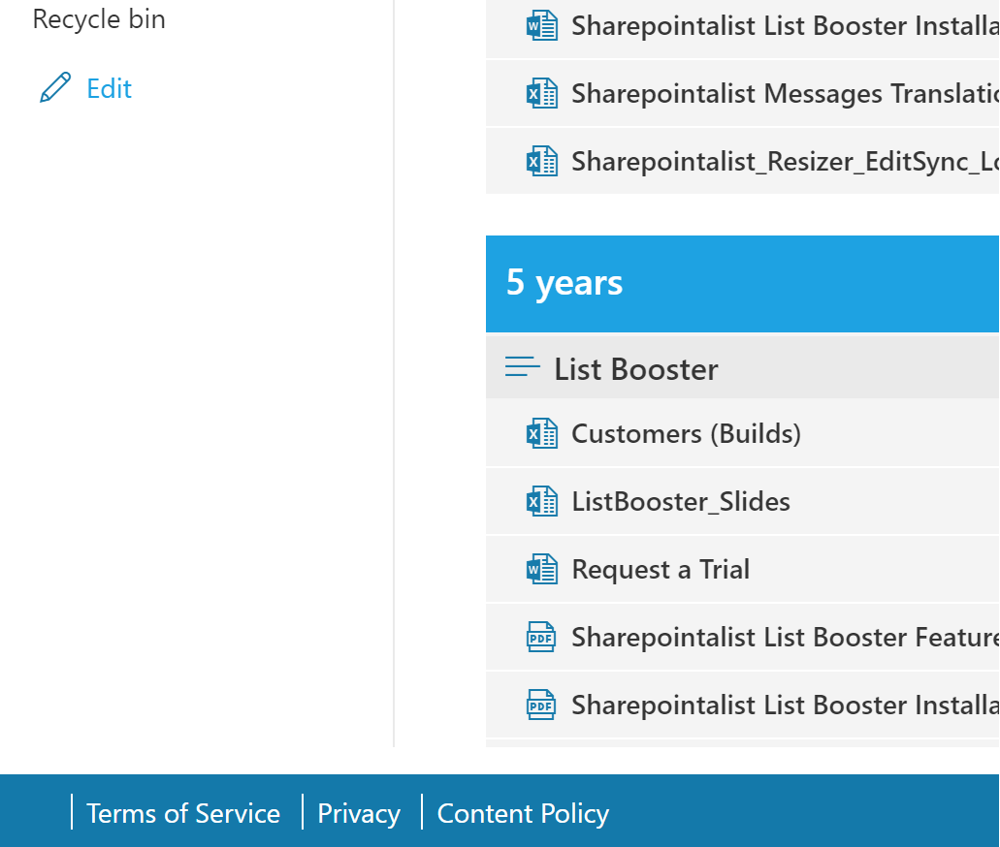 Recycle bin
Edit
Sharepointalist List Booster Installa
Sharepointalist Messages Translatio
Sharepointalist_Resizer_EditSync_Lo
5 years
List Booster
Customers (Builds)
ListBooster_Slides
Request a Trial
Sharepointalist List Booster Feature
Sharepointalist List Booster Installa
Terms of Service
Privacy
Content Policy